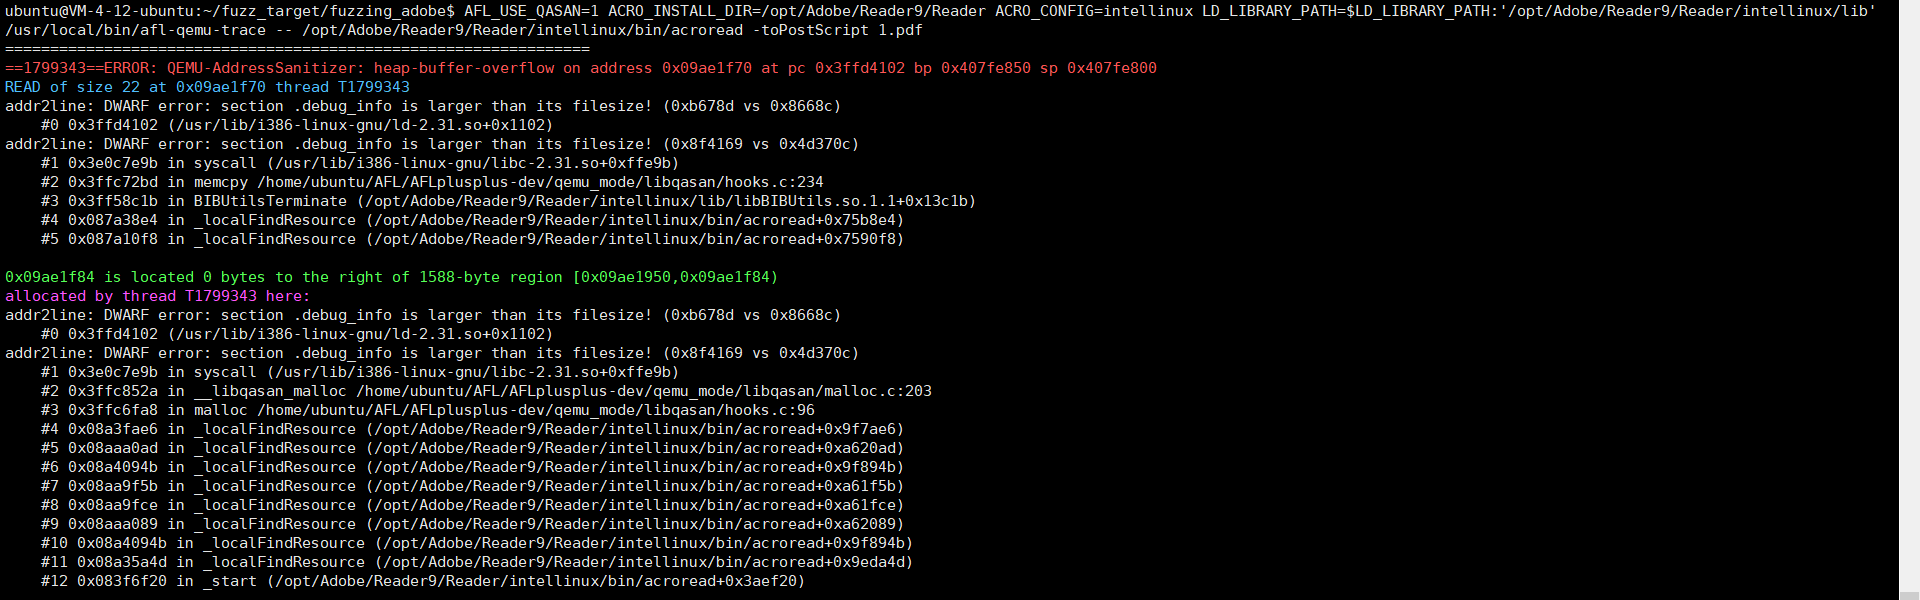 ubuntu@VM-4-12-ubuntu:~/fuzz_target/fuzzing_adobe$ AFL_USE_QASAN=1 ACRO_INSTALL_DIR=/opt/Adobe/Reader9/Reader ACRO_CONFIG=intellinux LD_LIBRARY_PATH=$LD_LIBRARY_PATH:'/opt/Adobe/Reader9/Reader/intellinux/lib'
/usr/local/bin/afl-qemu-trace -- /opt/Adobe/Reader9/Reader/intellinux/bin/acroread -toPostScript 1.pdf
=================================================================
==1799343==ERROR: QEMU-AddressSanitizer: heap-buffer-overflow on address 0x09ae1f70 at pc 0x3ffd4102 bp 0x407fe850 sp 0x407fe800
READ of size 22 at 0x09ae1f70 thread T1799343
addr2line: DWARF error: section .debug_info is larger than its filesize! (0xb678d vs 0x8668c)
    #0 0x3ffd4102 (/usr/lib/i386-linux-gnu/ld-2.31.so+0x1102)
addr2line: DWARF error: section .debug_info is larger than its filesize! (0x8f4169 vs 0x4d370c)
    #1 0x3e0c7e9b in syscall (/usr/lib/i386-linux-gnu/libc-2.31.so+0xffe9b)
    #2 0x3ffc72bd in memcpy /home/ubuntu/AFL/AFLplusplus-dev/qemu_mode/libqasan/hooks.c:234
    #3 0x3ff58c1b in BIBUtilsTerminate (/opt/Adobe/Reader9/Reader/intellinux/lib/libBIBUtils.so.1.1+0x13c1b)
    #4 0x087a38e4 in _localFindResource (/opt/Adobe/Reader9/Reader/intellinux/bin/acroread+0x75b8e4)
    #5 0x087a10f8 in _localFindResource (/opt/Adobe/Reader9/Reader/intellinux/bin/acroread+0x7590f8)
0x09ae1f84 is located 0 bytes to the right of 1588-byte region [0x09ae1950,0x09ae1f84)
allocated by thread T1799343 here:
addr2line: DWARF error: section .debug_info is larger than its filesize! (0xb678d vs 0x8668c)
    #0 0x3ffd4102 (/usr/lib/i386-linux-gnu/ld-2.31.so+0x1102)
addr2line: DWARF error: section .debug_info is larger than its filesize! (0x8f4169 vs 0x4d370c)
    #1 0x3e0c7e9b in syscall (/usr/lib/i386-linux-gnu/libc-2.31.so+0xffe9b)
    #2 0x3ffc852a in __libqasan_malloc /home/ubuntu/AFL/AFLplusplus-dev/qemu_mode/libqasan/malloc.c:203
    #3 0x3ffc6fa8 in malloc /home/ubuntu/AFL/AFLplusplus-dev/qemu_mode/libqasan/hooks.c:96
    #4 0x08a3fae6 in _localFindResource (/opt/Adobe/Reader9/Reader/intellinux/bin/acroread+0x9f7ae6)
    #5 0x08aaa0ad in _localFindResource (/opt/Adobe/Reader9/Reader/intellinux/bin/acroread+0xa620ad)
    #6 0x08a4094b in _localFindResource (/opt/Adobe/Reader9/Reader/intellinux/bin/acroread+0x9f894b)
    #7 0x08aa9f5b in _localFindResource (/opt/Adobe/Reader9/Reader/intellinux/bin/acroread+0xa61f5b)
    #8 0x08aa9fce in _localFindResource (/opt/Adobe/Reader9/Reader/intellinux/bin/acroread+0xa61fce)
    #9 0x08aaa089 in _localFindResource (/opt/Adobe/Reader9/Reader/intellinux/bin/acroread+0xa62089)
    #10 0x08a4094b in _localFindResource (/opt/Adobe/Reader9/Reader/intellinux/bin/acroread+0x9f894b)
    #11 0x08a35a4d in _localFindResource (/opt/Adobe/Reader9/Reader/intellinux/bin/acroread+0x9eda4d)
    #12 0x083f6f20 in _start (/opt/Adobe/Reader9/Reader/intellinux/bin/acroread+0x3aef20)